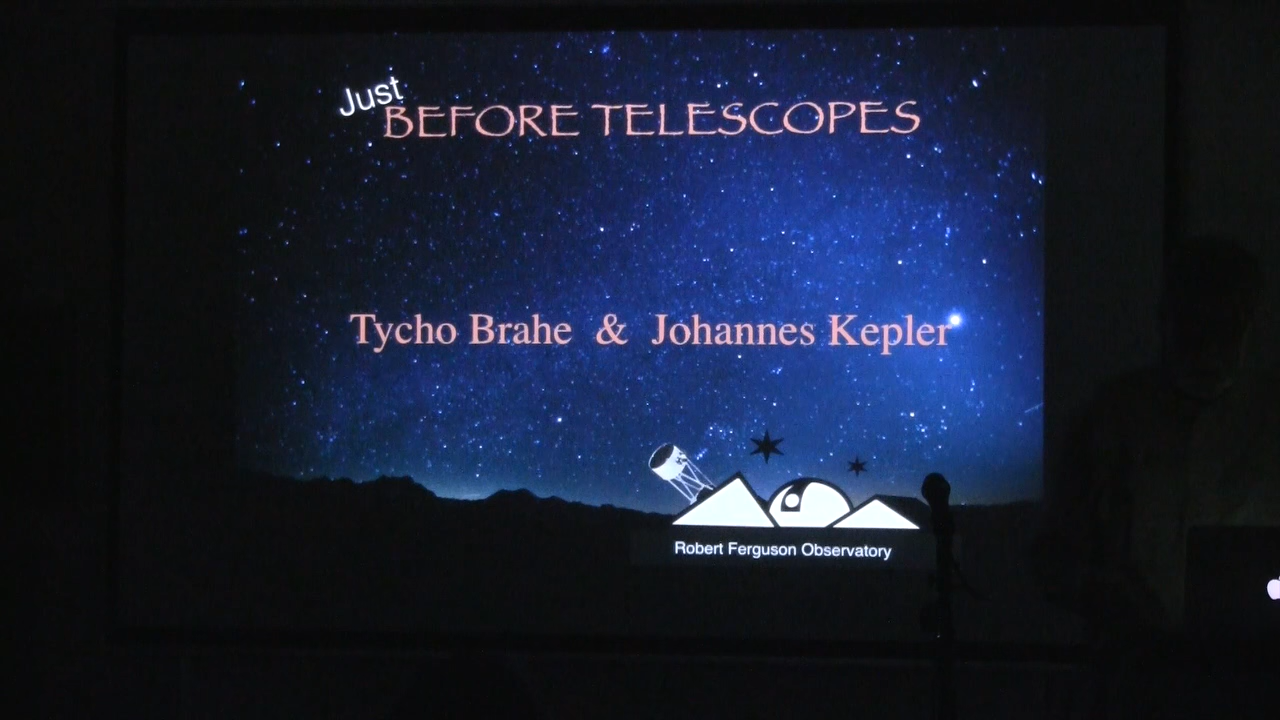 Just
BEFORE TELESCOPES
Tycho Brahe & Johannes Kepler
Robert Ferguson Observatory